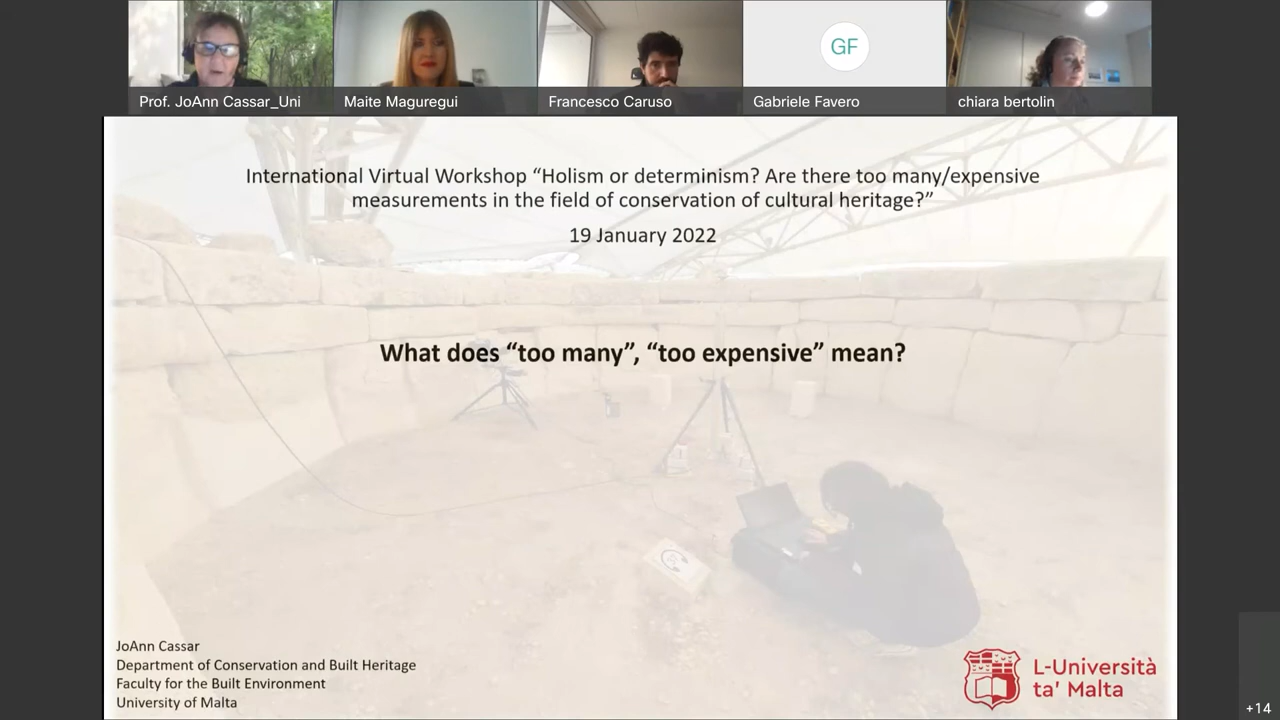 Prof. JoAnn Cassar_Uni
Maite Maguregui
Francesco Caruso
GF
Gabriele Favero
chiara bertolin
International Virtual Workshop “Holism or determinism? Are there too many/expensive
measurements in the field of conservation of cultural heritage?”
19 January 2022
What does “too many”, “too expensive” mean?
JoAnn Cassar
Department of Conservation and Built Heritage
Faculty for the Built Environment
University of Malta
L-Università
ta' Malta
+14